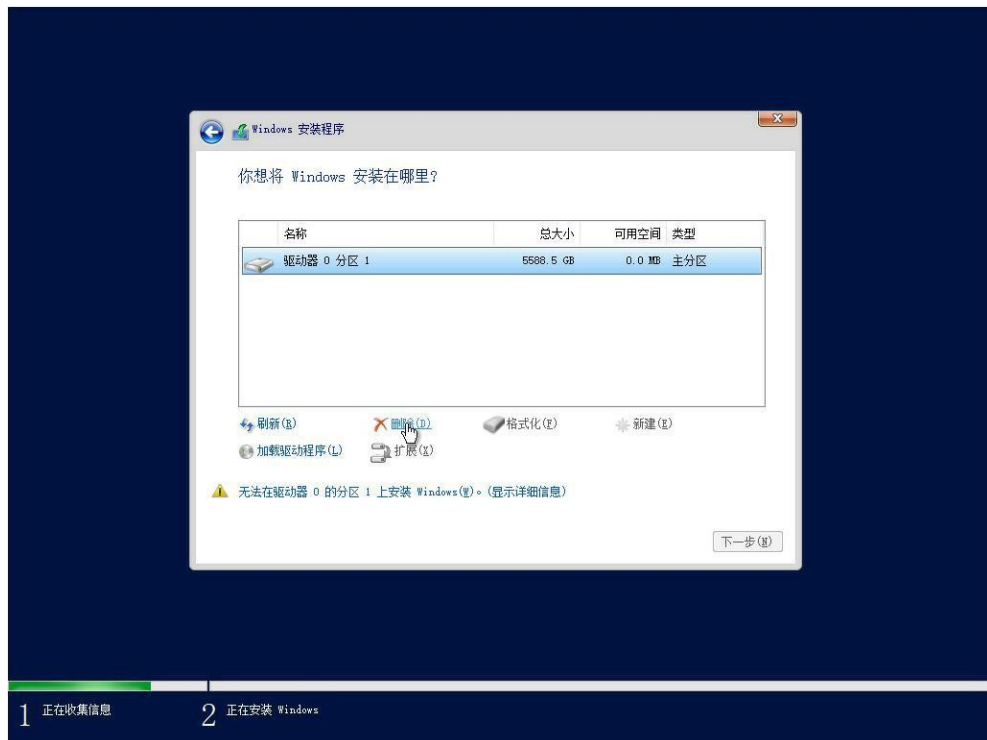 Windows 安装程序
你想将 Windows 安装在哪里?
名称 总大小 可用空间 类型
驱动器 0 分区 1 5588.5 GB 0.0 MB 主分区
刷新(R) 删除(D) 格式化(F) 新建(E)
加载驱动程序(L) 扩展(X)
无法在驱动器 0 的分区 1 上安装 Windows(W)。(显示详细信息)
下一步(N)
1 正在收集信息 2 正在安装 Windows